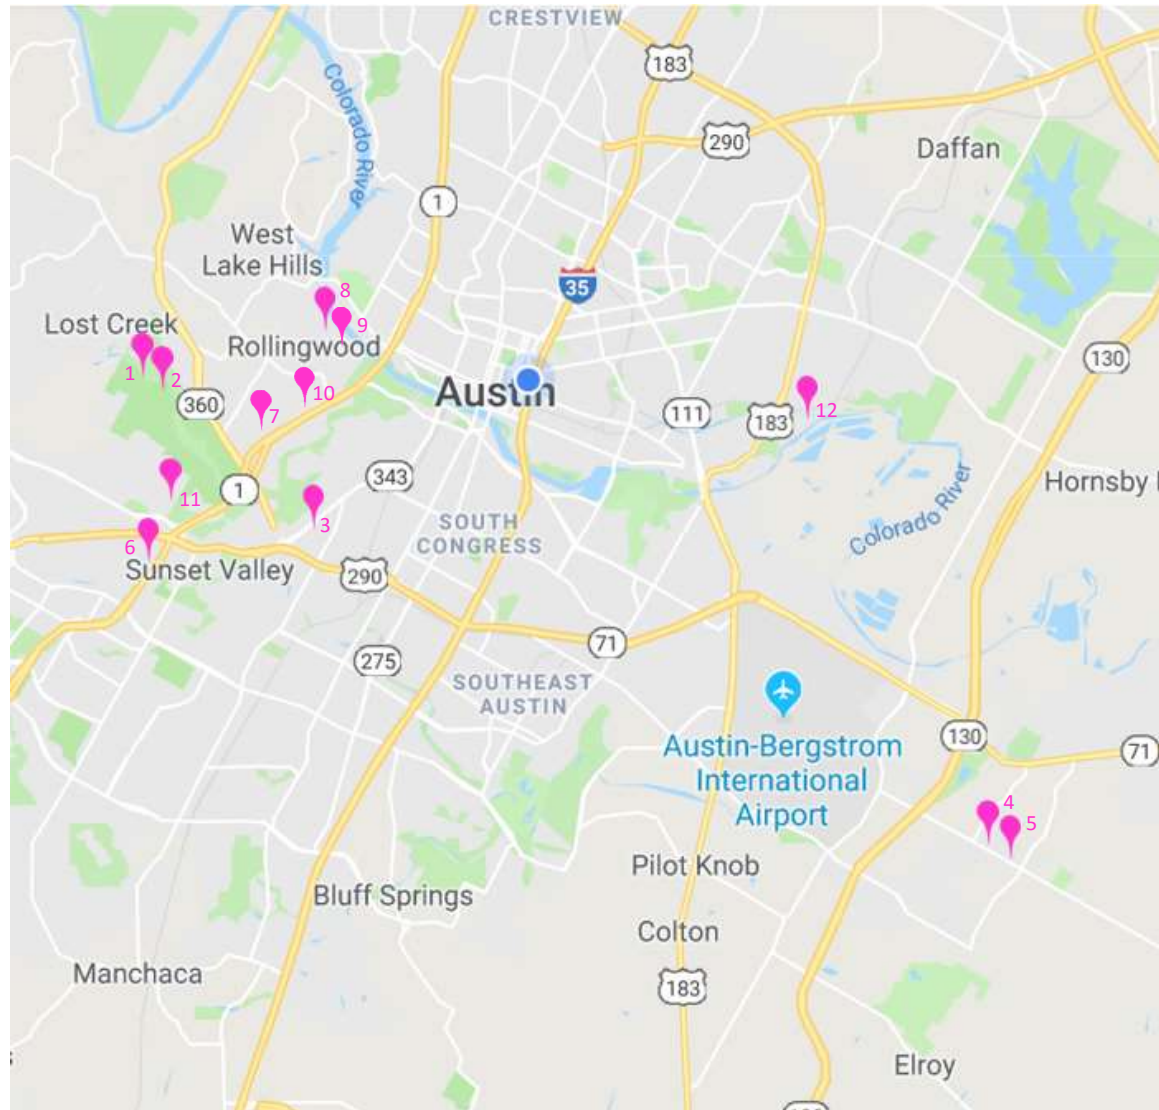 CRESTVIEW
183
290
Daffan
Colorado River
1
West
Lake Hills
35
8
9
Lost Creek
Rollingwood
130
1
2
10
360
7
Austin
111
183
12
11
1
343
3
Hornsby
SOUTH
CONGRESS
Colorado River
6
Sunset Valley
290
71
275
SOUTHEAST
AUSTIN
130
71
Austin-Bergstrom
International
Airport
4
5
Pilot Knob
Bluff Springs
Colton
Manchaca
183
Elroy